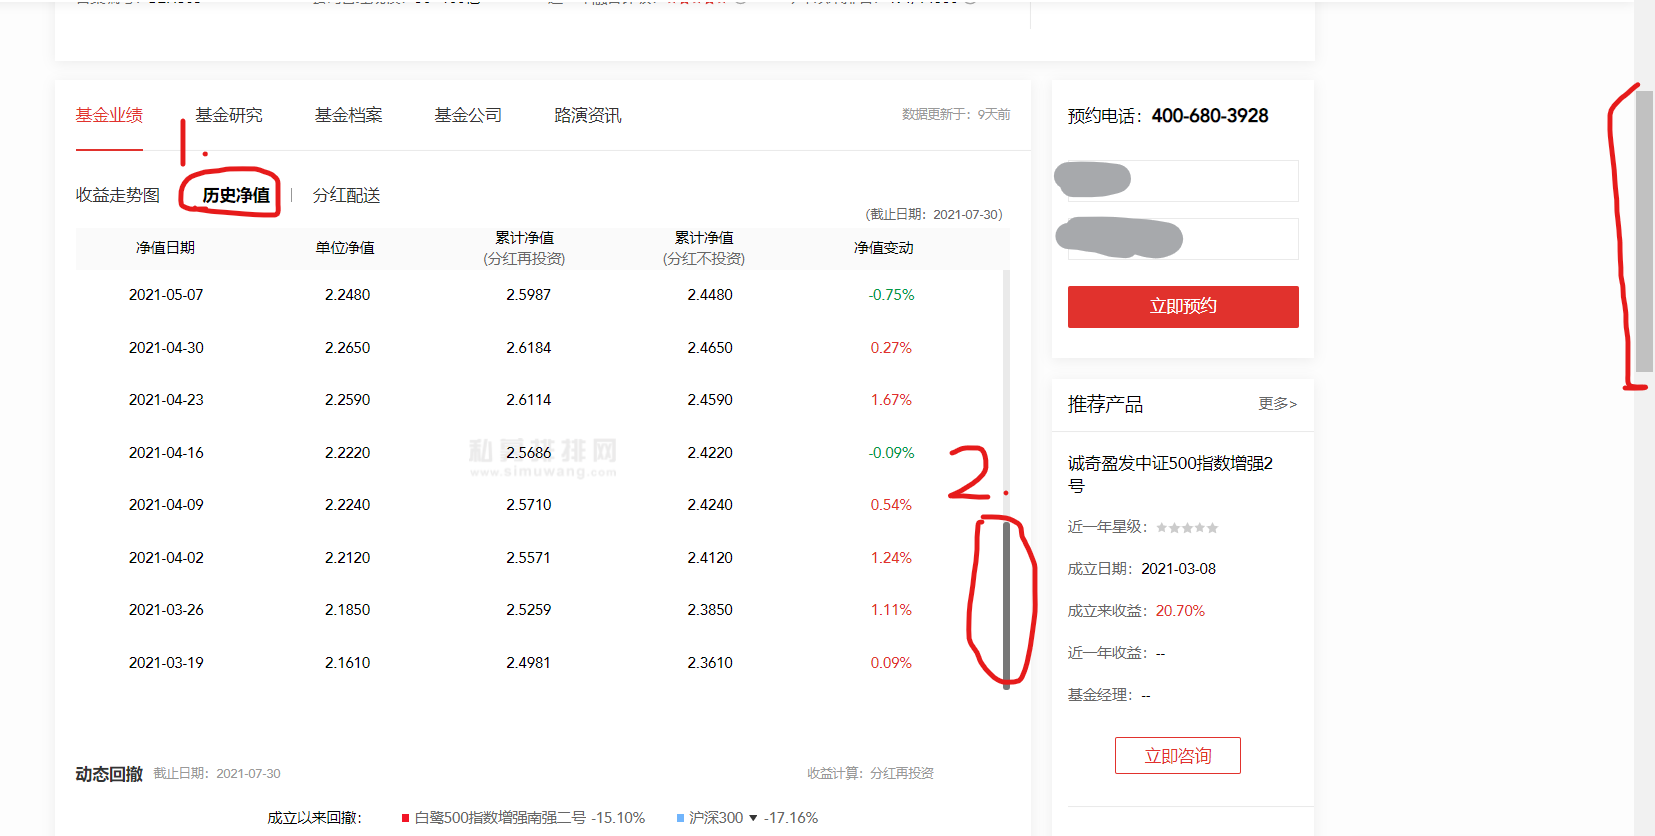 基金业绩 基金研究 基金档案 基金公司 路演资讯 数据更新于：9天前
1.
收益走势图 历史净值 | 分红配送
(截止日期：2021-07-30)
净值日期 单位净值 累计净值 (分红再投资) 累计净值 (分红不投资) 净值变动
2021-05-07 2.2480 2.5987 2.4480 -0.75%
2021-04-30 2.2650 2.6184 2.4650 0.27%
2021-04-23 2.2590 2.6114 2.4590 1.67%
2021-04-16 2.2220 2.5686 2.4220 -0.09%
www.simuwang.com
2021-04-09 2.2240 2.5710 2.4240 0.54%
2.
2021-04-02 2.2120 2.5571 2.4120 1.24%
2021-03-26 2.1850 2.5259 2.3850 1.11%
2021-03-19 2.1610 2.4981 2.3610 0.09%
动态回撤 截止日期：2021-07-30 收益计算：分红再投资
成立以来回撤： 白鹭500指数增强南强二号 -15.10% 沪深300 -17.16%
预约电话：400-680-3928
立即预约
推荐产品 更多>
诚奇盈发中证500指数增强2
号
近一年星级：
成立日期：2021-03-08
成立来收益：20.70%
近一年收益：--
基金经理：--
立即咨询